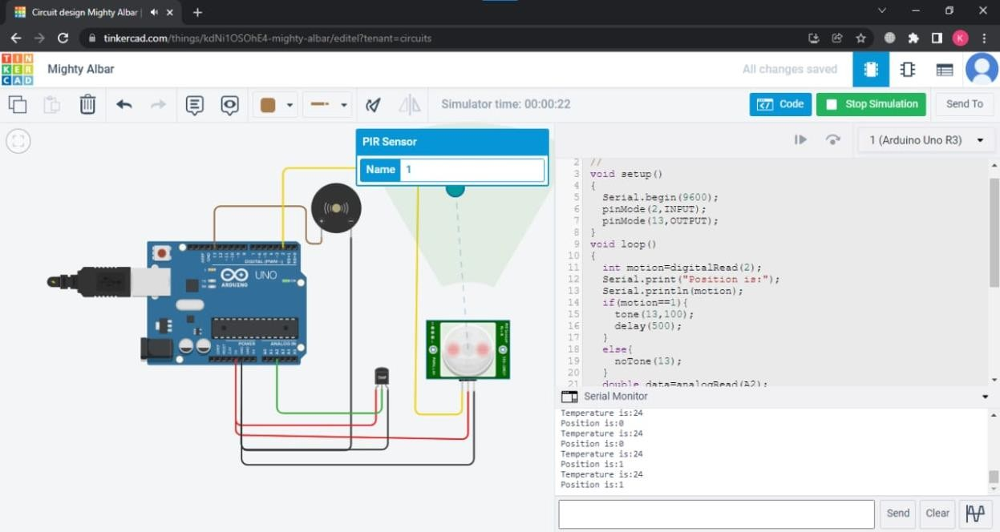 Circuit design Mighty Albar
tinkercad.com/things/kdNi1OSOhE4-mighty-albar/editel?tenant=circuits
K
TIN
KER
CAD
Mighty Albar
All changes saved
Simulator time: 00:00:22
Code
Stop Simulation
Send To
PIR Sensor
Name 1
1 (Arduino Uno R3)
2 //
3 void setup()
4 {
5 Serial.begin(9600);
6 pinMode(2,INPUT);
7 pinMode(13,OUTPUT);
8 }
9 void loop()
10 {
11 int motion=digitalRead(2);
12 Serial.print("Position is:");
13 Serial.println(motion);
14 if(motion==1){
15 tone(13,100);
16 delay(500);
17 }
18 else{
19 noTone(13);
20 }
21 double data=analogRead(A2);
DIGITAL (PWM~)
UNO
ARDUINO
POWER
ANALOG IN
TMP
Serial Monitor
Temperature is:24
Position is:0
Temperature is:24
Position is:0
Temperature is:24
Position is:1
Temperature is:24
Position is:1
Send
Clear